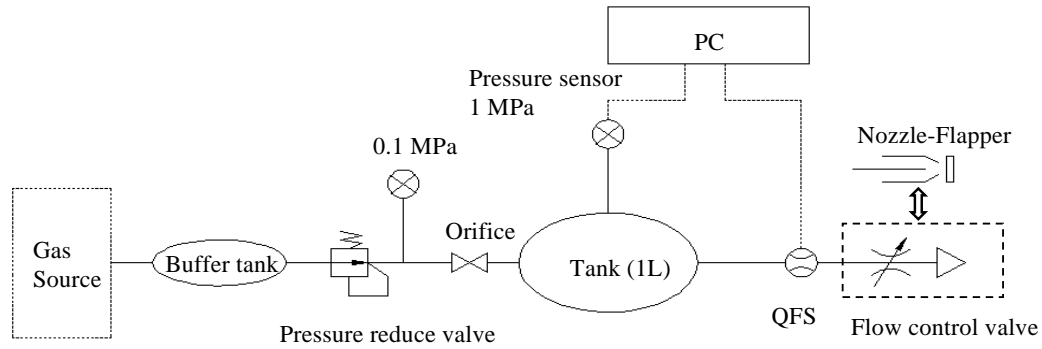 PC
Pressure sensor
1 MPa
0.1 MPa
Nozzle-Flapper
Orifice
Gas
Source
Buffer tank
Tank (1L)
QFS
Flow control valve
Pressure reduce valve